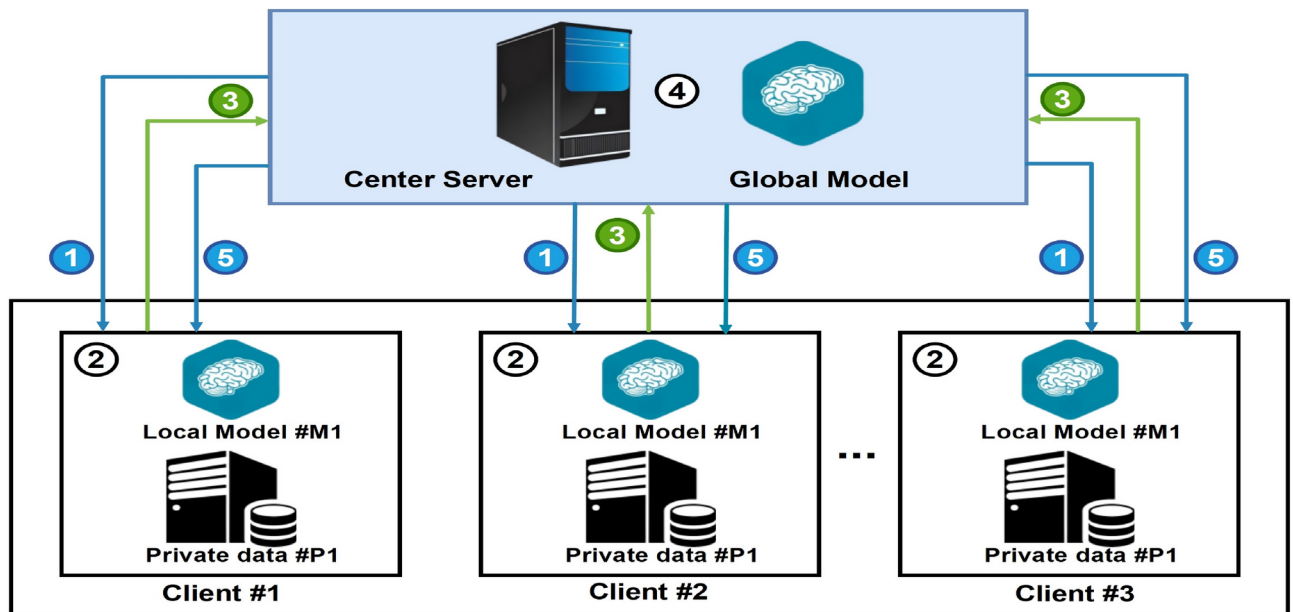 4
Center Server
Global Model
3
3
1
5
1
3
5
1
5
2
2
2
Local Model #M1
Local Model #M1
...
Local Model #M1
Private data #P1
Private data #P1
Private data #P1
Client #1
Client #2
Client #3